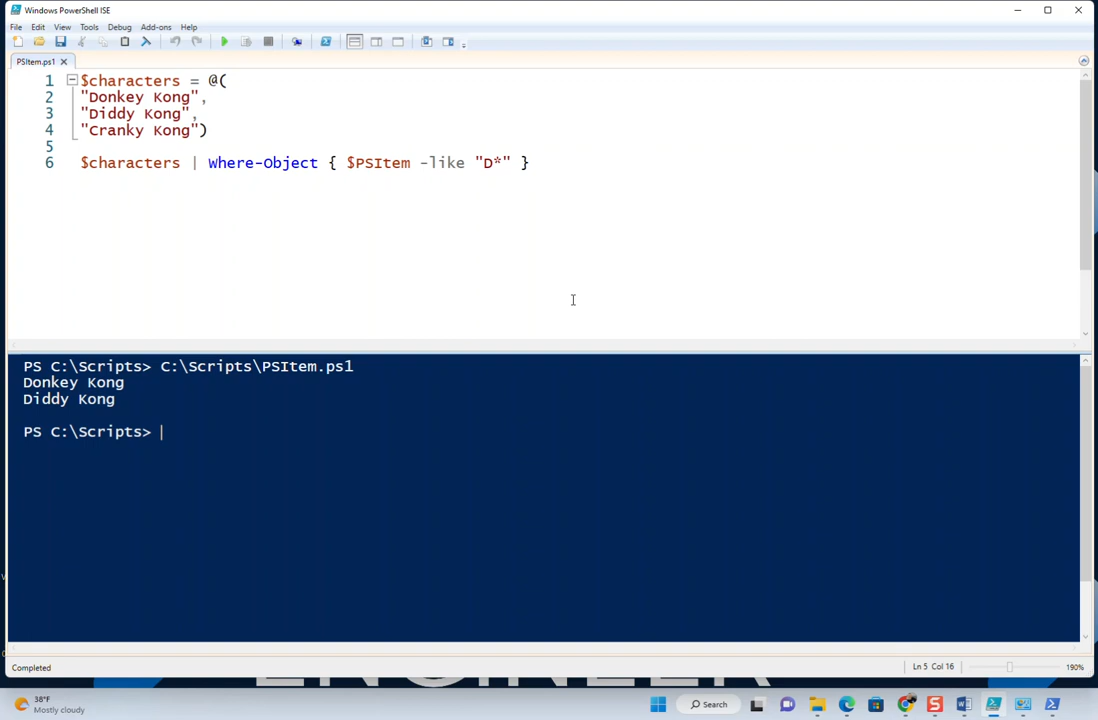 Windows PowerShell ISE
File Edit View Tools Debug Add-ons Help
PSItem.ps1
1 $characters = @(
2 "Donkey Kong",
3 "Diddy Kong",
4 "Cranky Kong")
5
6 $characters | Where-Object { $PSItem -like "D*" }
PS C:\Scripts> C:\Scripts\PSItem.ps1
Donkey Kong
Diddy Kong
PS C:\Scripts>
Completed Ln 5 Col 16 190%
ENGINEER
38°F
Mostly cloudy
Search